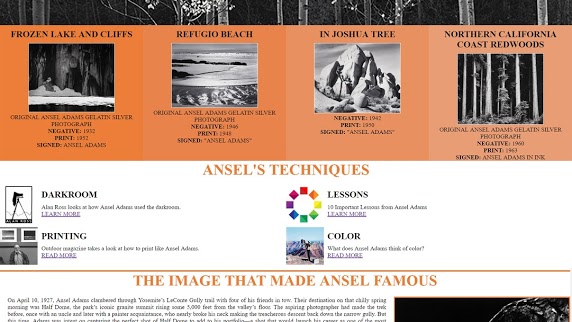 FROZEN LAKE AND CLIFFS
ORIGINAL ANSEL ADAMS GELATIN SILVER
PHOTOGRAPH
NEGATIVE: 1932
PRINT: 1952
SIGNED: ANSEL ADAMS
REFUGIO BEACH
ORIGINAL ANSEL ADAMS GELATIN SILVER
PHOTOGRAPH
NEGATIVE: 1946
PRINT: 1948
SIGNED: "ANSEL ADAMS"
IN JOSHUA TREE
NEGATIVE: 1942
PRINT: 1950
SIGNED: "ANSEL ADAMS"
NORTHERN CALIFORNIA
COAST REDWOODS
ORIGINAL ANSEL ADAMS GELATIN SILVER
PHOTOGRAPH
NEGATIVE: 1960
PRINT: 1963
SIGNED: ANSEL ADAMS IN INK
ANSEL'S TECHNIQUES
ALAN ROSS
DARKROOM
Alan Ross looks at how Ansel Adams used the darkroom.
LEARN MORE
LESSONS
10 Important Lessons from Ansel Adams
LEARN MORE
PRINTING
Outdoor magazine takes a look at how to print like Ansel Adams.
READ MORE
COLOR
What does Ansel Adams think of color?
READ MORE
THE IMAGE THAT MADE ANSEL FAMOUS
On April 10, 1927, Ansel Adams clambered through Yosemite's LeConte Gully trail with four of his friends in tow. Their destination on that chilly spring
morning was Half Dome, the park's iconic granite summit rising some 5,000 feet from the valley's floor. The aspiring photographer had made the trek
before, once with an uncle and later with a painter acquaintance, who nearly broke his neck making the treacherous descent back down the narrow gully. But
this time, Adams was intent on capturing the perfect shot of Half Dome to add to his portfolio—a shot that would launch his career as one of the most